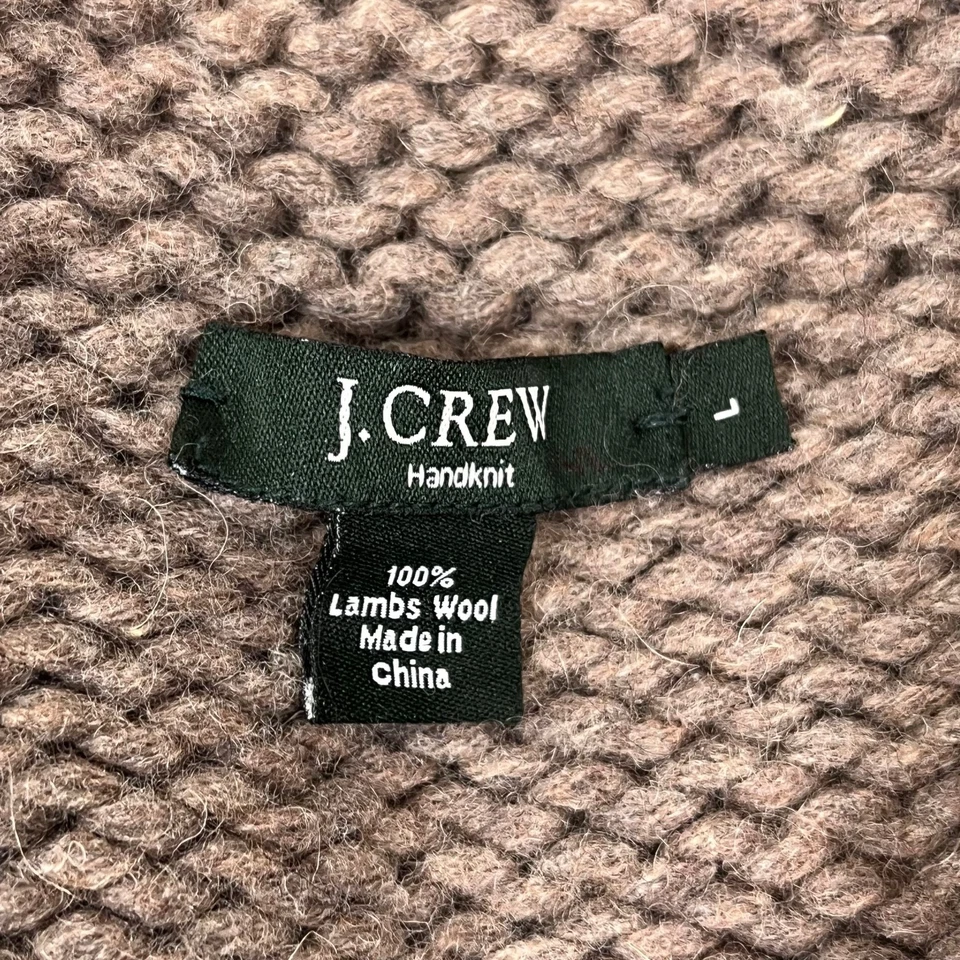 J.CREW
Handknit
L
100%
Lambs Wool
Made in
China